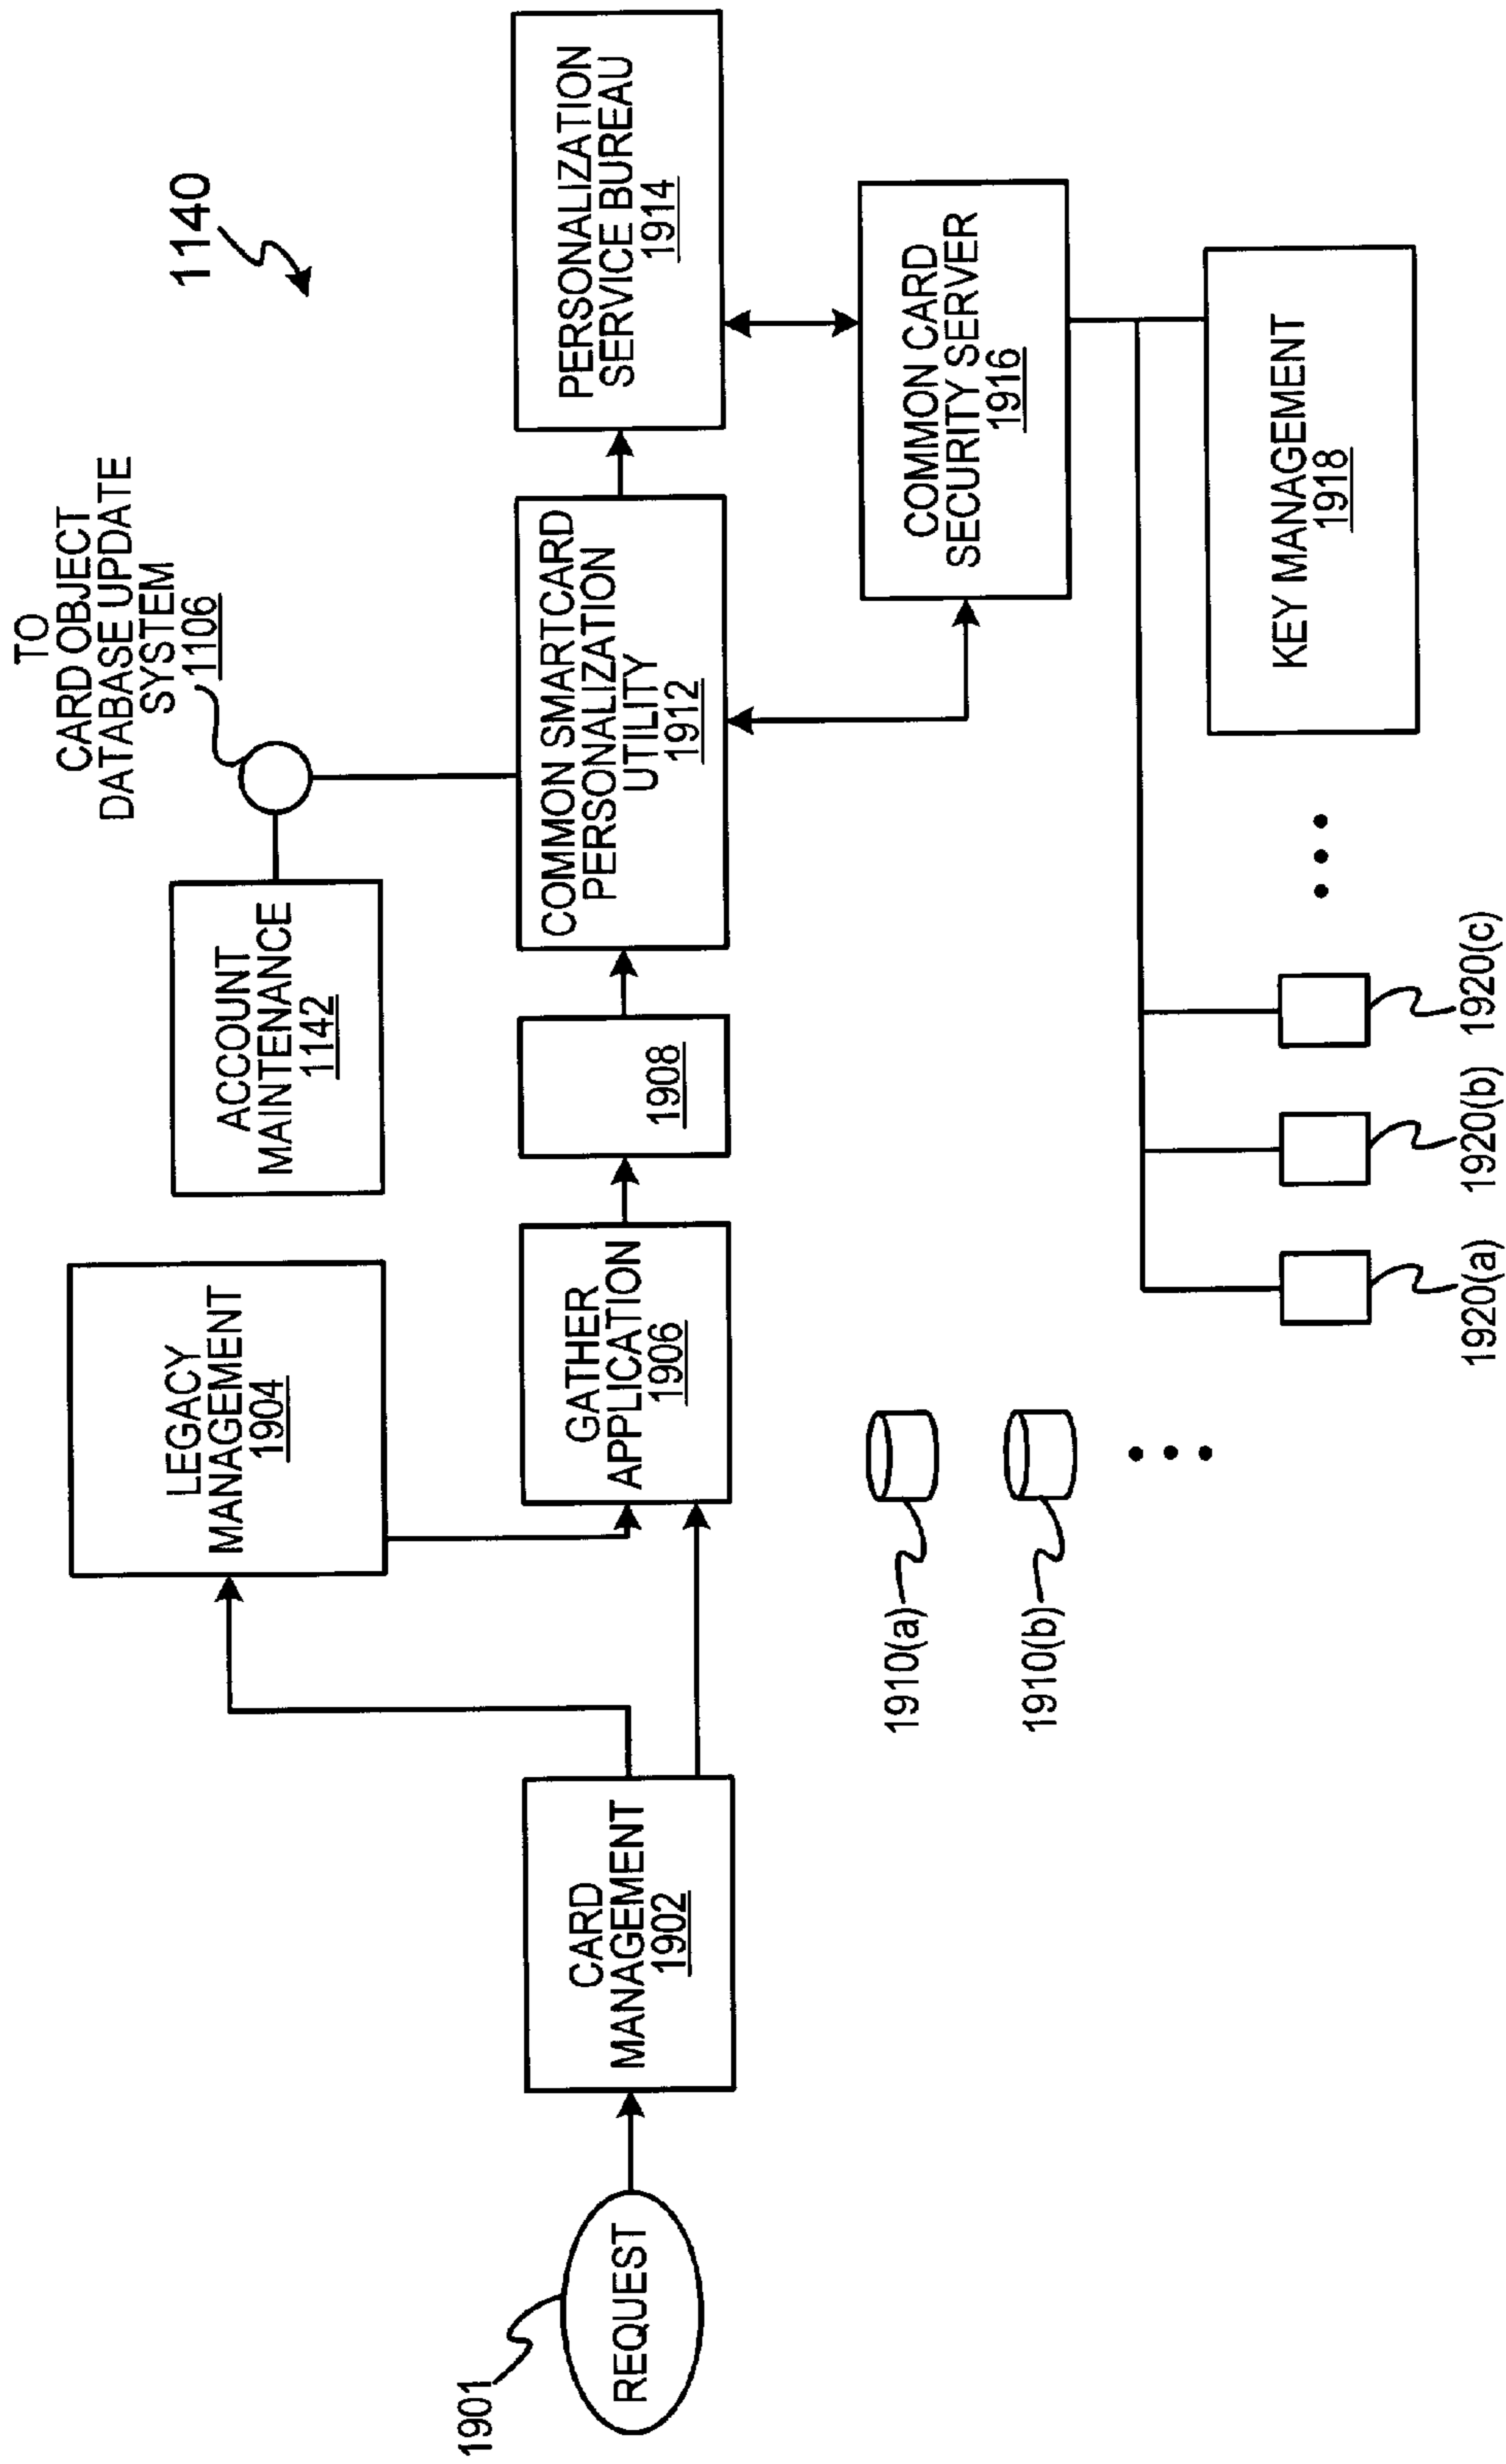 1140
TO
CARD OBJECT
DATABASE UPDATE
SYSTEM
1106
LEGACY
MANAGEMENT
1904
ACCOUNT
MAINTENANCE
1142
1901
REQUEST
CARD
MANAGEMENT
1902
GATHER
APPLICATION
1906
1908
COMMON SMARTCARD
PERSONALIZATION
UTILITY
1912
PERSONALIZATION
SERVICE BUREAU
1914
1910(a)
1910(b)
COMMON CARD
SECURITY SERVER
1916
KEY MANAGEMENT
1918
1920(a)
1920(b)
1920(c)